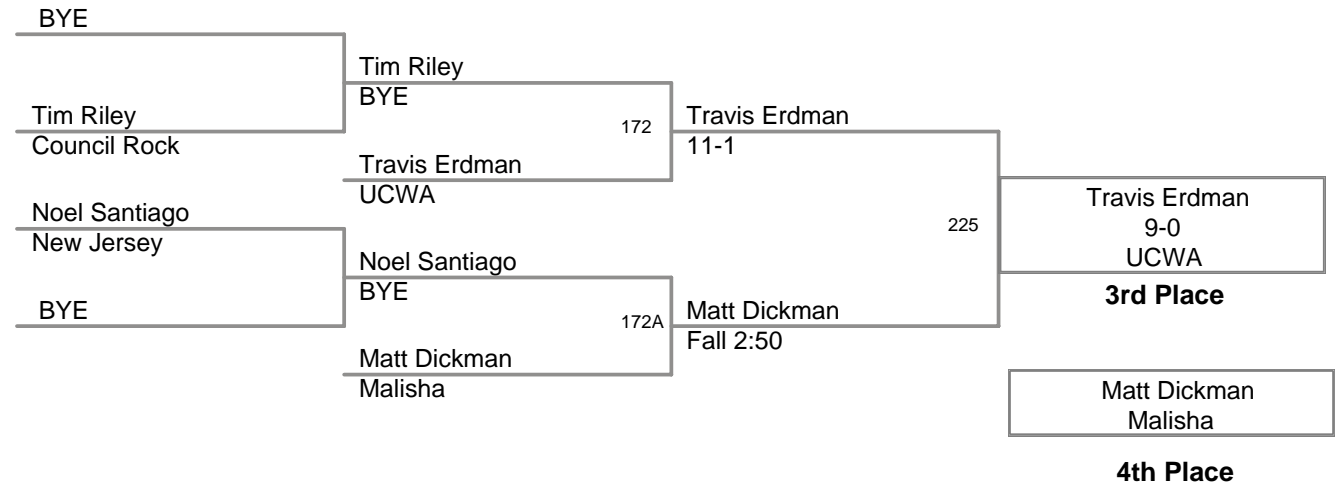 BYE
Tim Riley
Council Rock
Noel Santiago
New Jersey
BYE
Tim Riley
BYE
Travis Erdman
UCWA
Noel Santiago
BYE
Matt Dickman
Malisha
172
172A
Travis Erdman
11-1
Matt Dickman
Fall 2:50
225
Travis Erdman
9-0
UCWA
3rd Place
Matt Dickman
Malisha
4th Place